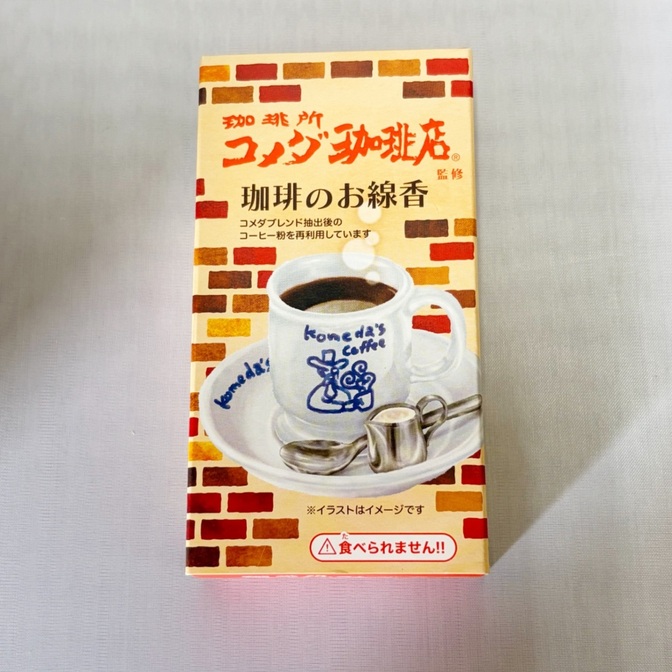 珈琲所
コメダ珈琲店®
監修
珈琲のお線香
コメダブレンド抽出後の
コーヒー粉を再利用しています
komeda's
coffee
komeda's
※イラストはイメージです
た
⚠食べられません!!